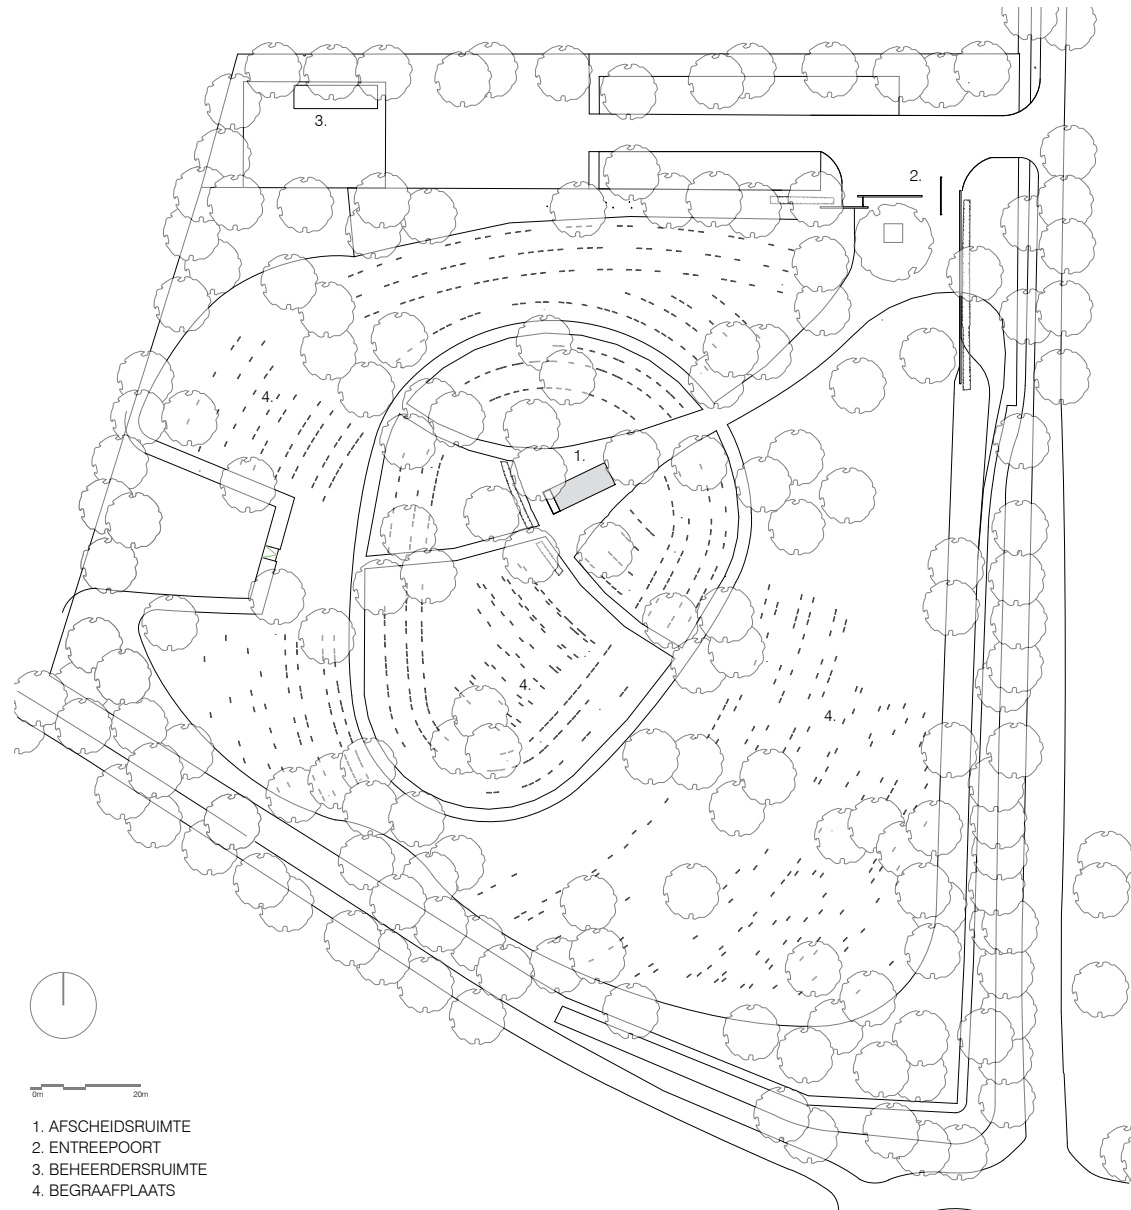 3.
2.
4.
1.
4.
4.
0m 20m
1. AFSCHEIDSRUIMTE
2. ENTREEPOORT
3. BEHEERDERSRUIMTE
4. BEGRAAFPLAATS